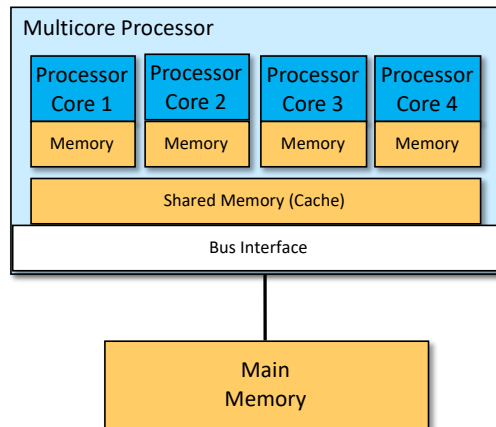 Multicore Processor
Processor Processor Processor Processor
Core 1 Core 2 Core 3 Core 4
Memory Memory Memory Memory
Shared Memory (Cache)
Bus Interface
Main
Memory